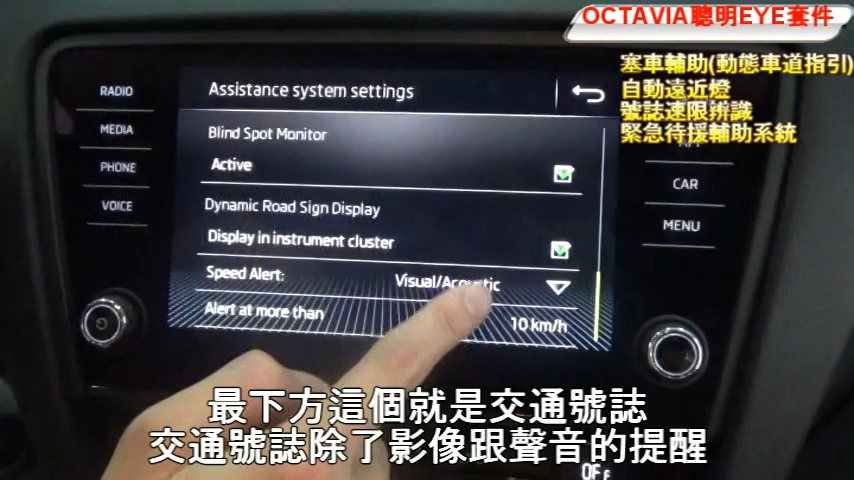 OCTAVIA聰明EYE套件
塞車輔助(動態車道指引)
自動遠近燈
號誌速限辨識
緊急待援輔助系統
RADIO
MEDIA
PHONE
VOICE
Assistance system settings
Blind Spot Monitor
Active
Dynamic Road Sign Display
Display in instrument cluster
Speed Alert: Visual/Acoustic
Alert at more than 10 km/h
CAR
MENU
最下方這個就是交通號誌
交通號誌除了影像跟聲音的提醒